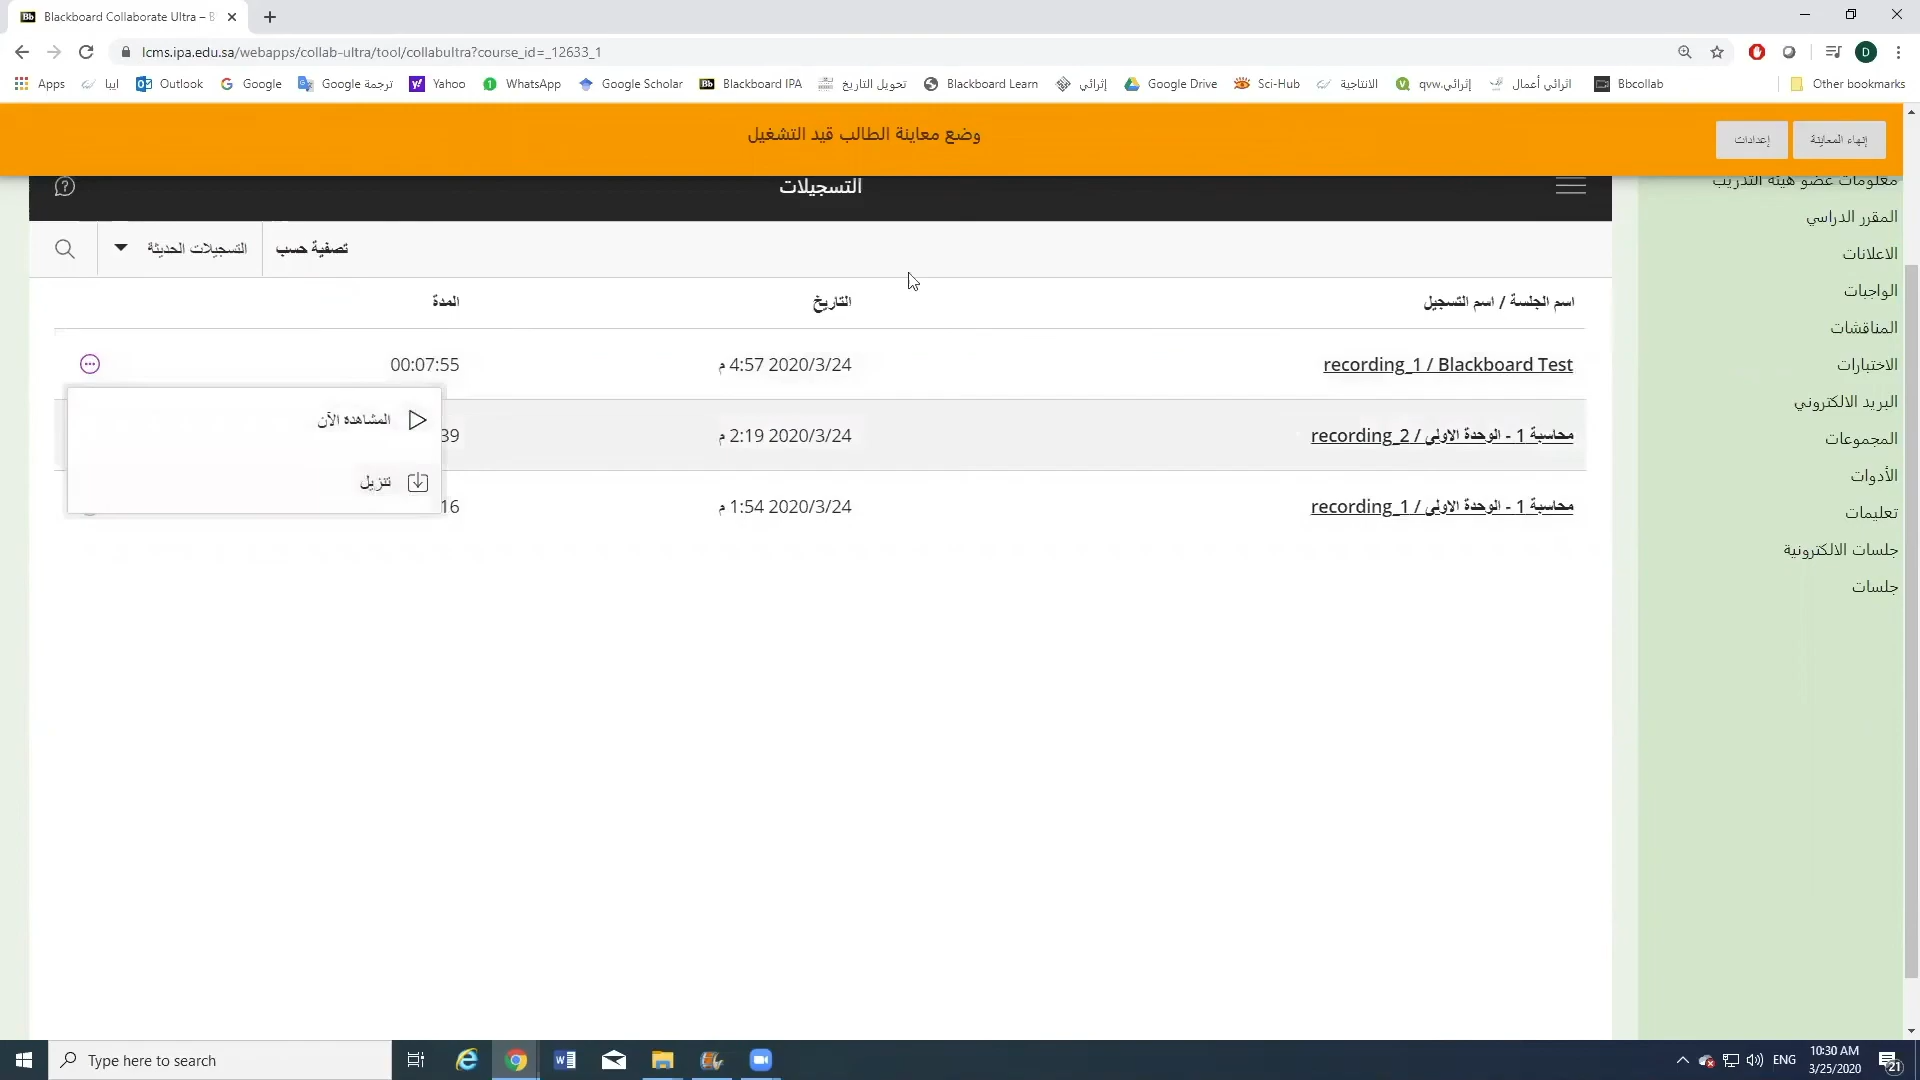 Blackboard Collaborate Ultra – B
lcms.ipa.edu.sa/webapps/collab-ultra/tool/collabultra?course_id=_12633_1
D
Apps
ايبا
Outlook
Google
ترجمة Google
Yahoo
WhatsApp
Google Scholar
Blackboard IPA
تحويل التاريخ
Blackboard Learn
إثرائي
Google Drive
Sci-Hub
الانتاجية
إثرائي.qvw
اثرائي أعمال
Bbcollab
Other bookmarks
وضع معاينة الطالب قيد التشغيل
إنهاء المعاينة
إعدادات
التسجيلات
تصفية حسب
التسجيلات الحديثة
اسم الجلسة / اسم التسجيل
التاريخ
المدة
recording_1 / Blackboard Test
2020/3/24 4:57 م
00:07:55
المشاهدة الآن
محاسبة 1 - الوحدة الاولى / recording_2
2020/3/24 2:19 م
39
تنزيل
محاسبة 1 - الوحدة الاولى / recording_1
2020/3/24 1:54 م
16
معلومات عضو هيئة التدريب
المقرر الدراسي
الاعلانات
الواجبات
المناقشات
الاختبارات
البريد الالكتروني
المجموعات
الأدوات
تعليمات
جلسات الالكترونية
جلسات
Type here to search
ENG
10:30 AM
3/25/2020
21